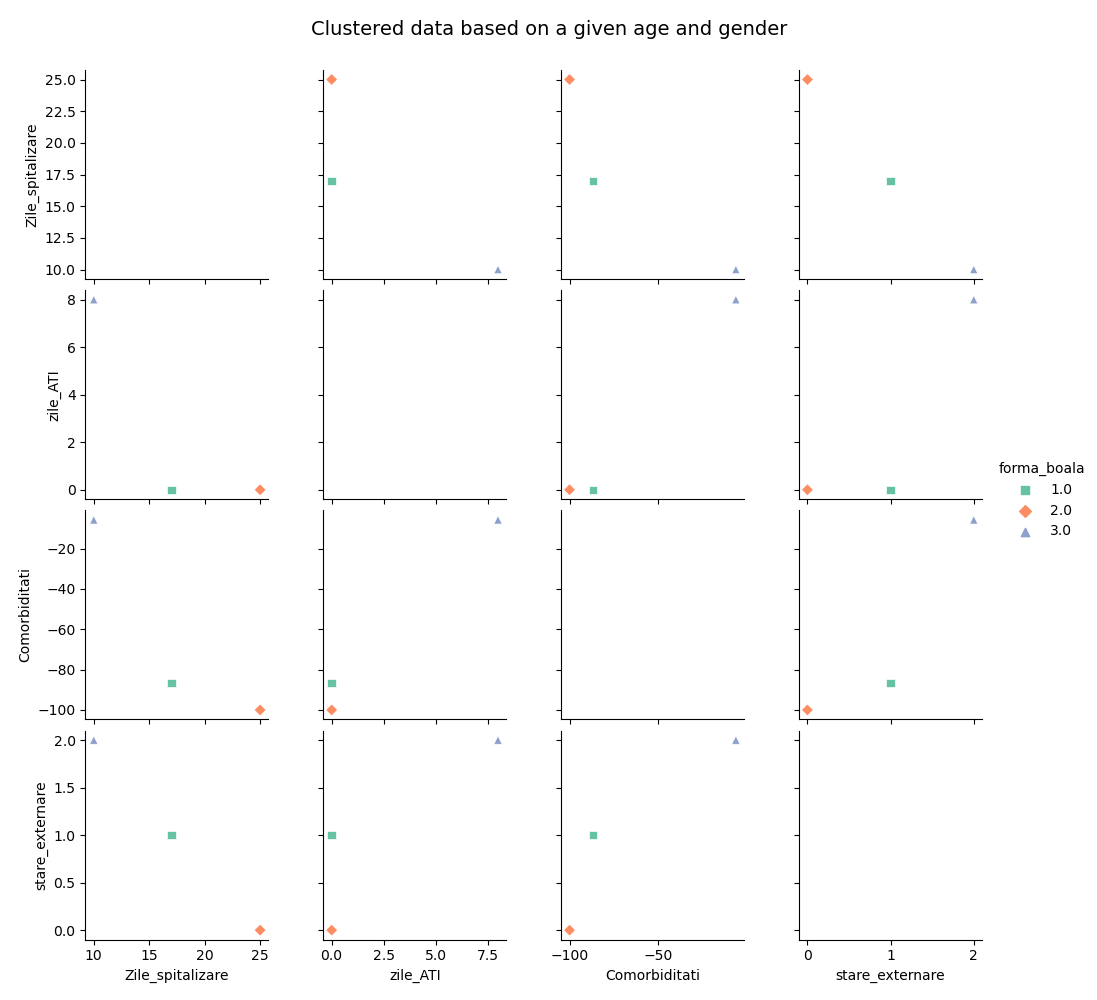 Clustered data based on a given age and gender
25.0
22.5
20.0
17.5
15.0
12.5
10.0
Zile_spitalizare
8
6
4
2
0
zile_ATI
−20
−40
−60
−80
−100
Comorbiditati
2.0
1.5
1.0
0.5
0.0
stare_externare
10 15 20 25
Zile_spitalizare
0.0 2.5 5.0 7.5
zile_ATI
−100 −50
Comorbiditati
0 1 2
stare_externare
forma_boala
1.0
2.0
3.0